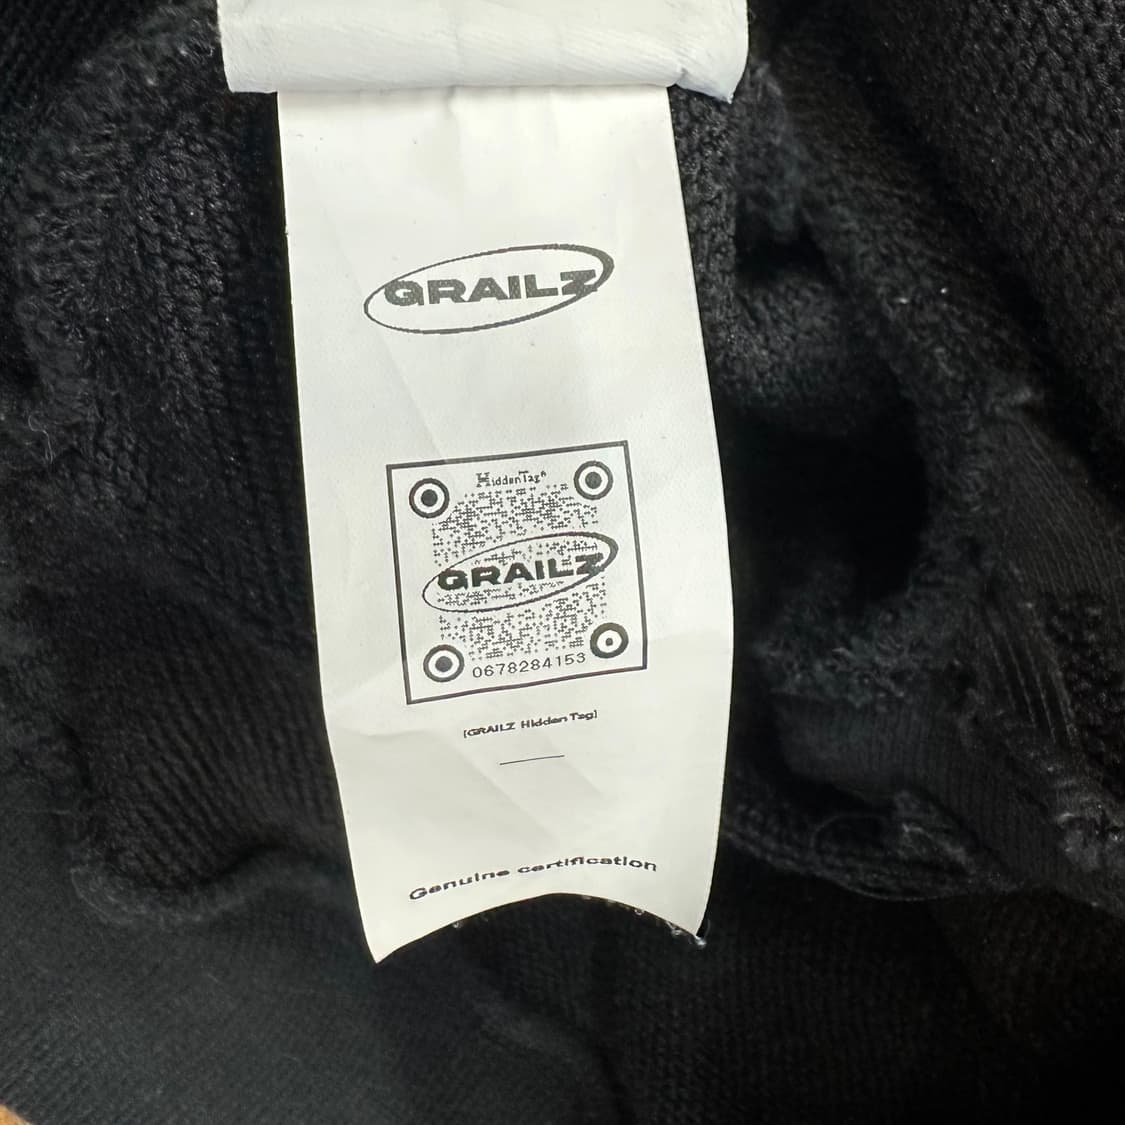 GRAILZ
HiddenTag®
GRAILZ
0678284153
[GRAILZ Hidden Tag]
Genuine certification